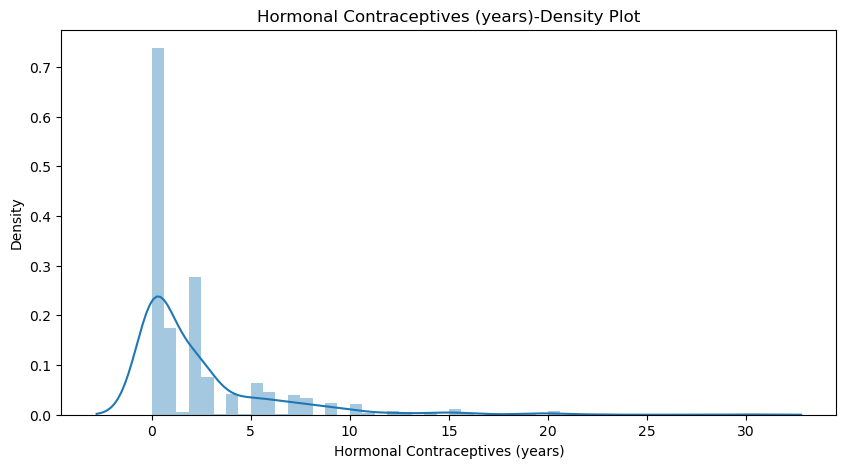 Hormonal Contraceptives (years)-Density Plot
Density
0.7
0.6
0.5
0.4
0.3
0.2
0.1
0.0
0 5 10 15 20 25 30
Hormonal Contraceptives (years)